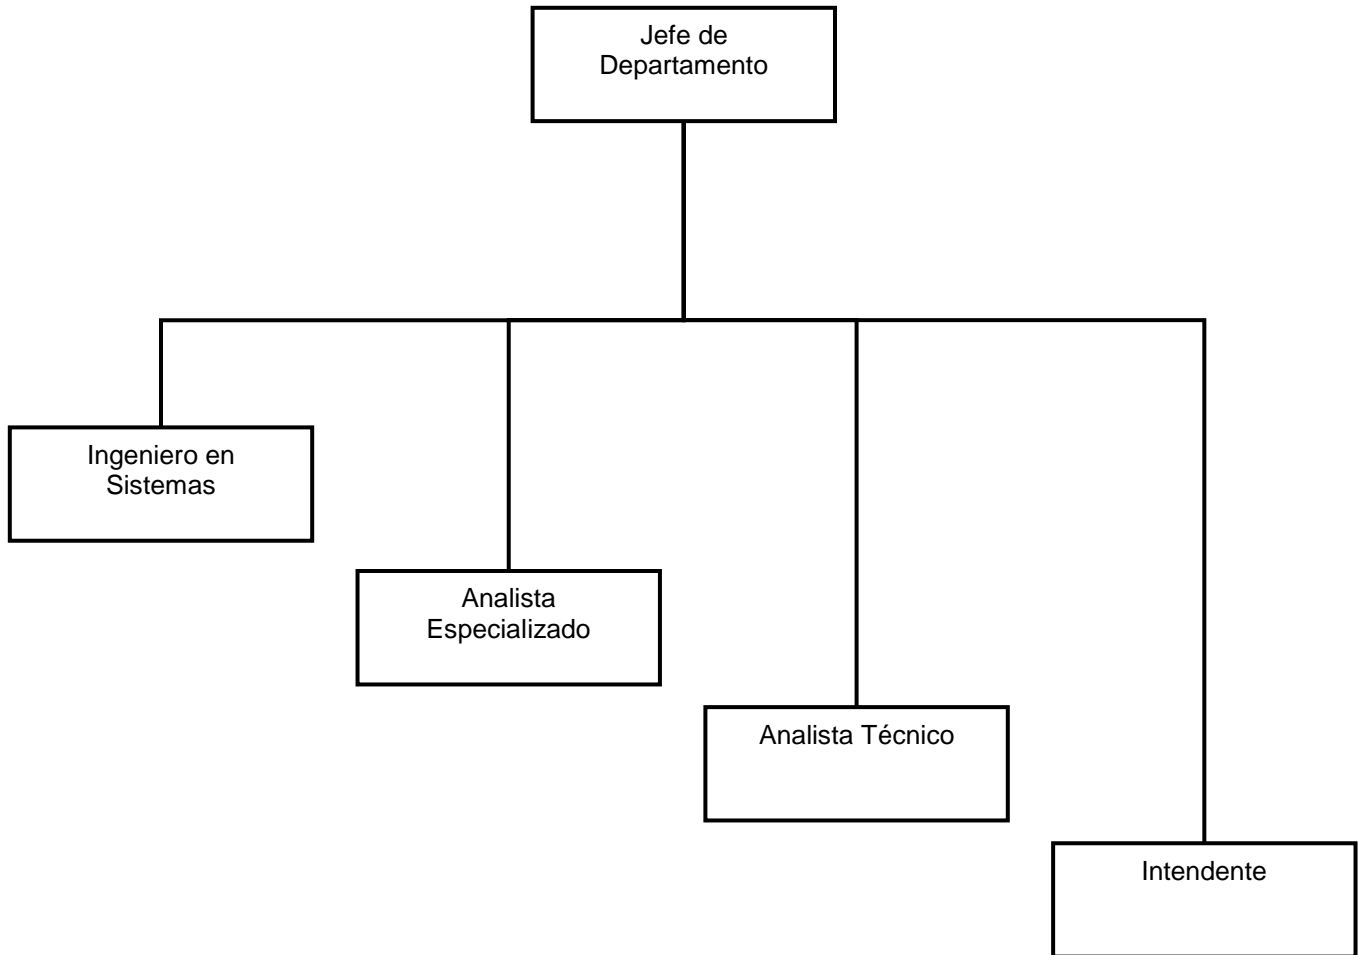 Jefe de
Departamento
Ingeniero en
Sistemas
Analista
Especializado
Analista Técnico
Intendente